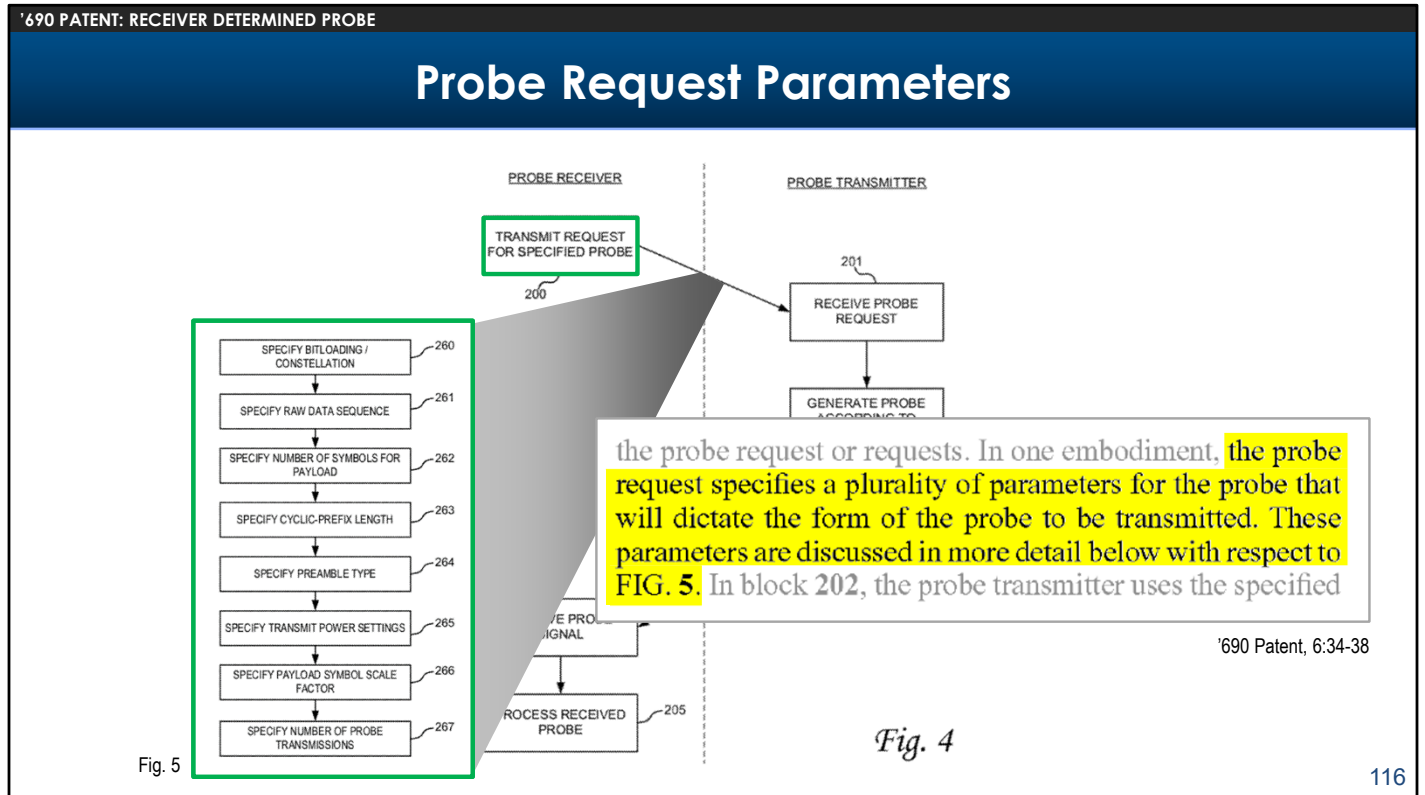 '690 PATENT: RECEIVER DETERMINED PROBE
Probe Request Parameters
PROBE RECEIVER
PROBE TRANSMITTER
TRANSMIT REQUEST
FOR SPECIFIED PROBE
200
201
RECEIVE PROBE
REQUEST
GENERATE PROBE
ACCORDING TO
SPECIFY BITLOADING /
CONSTELLATION
260
SPECIFY RAW DATA SEQUENCE
261
SPECIFY NUMBER OF SYMBOLS FOR
PAYLOAD
262
SPECIFY CYCLIC-PREFIX LENGTH
263
SPECIFY PREAMBLE TYPE
264
SPECIFY TRANSMIT POWER SETTINGS
265
SPECIFY PAYLOAD SYMBOL SCALE
FACTOR
266
SPECIFY NUMBER OF PROBE
TRANSMISSIONS
267
Fig. 5
the probe request or requests. In one embodiment, the probe
request specifies a plurality of parameters for the probe that
will dictate the form of the probe to be transmitted. These
parameters are discussed in more detail below with respect to
FIG. 5. In block 202, the probe transmitter uses the specified
'690 Patent, 6:34-38
VE PRO
IGNAL
ROCESS RECEIVED
PROBE
205
Fig. 4
116